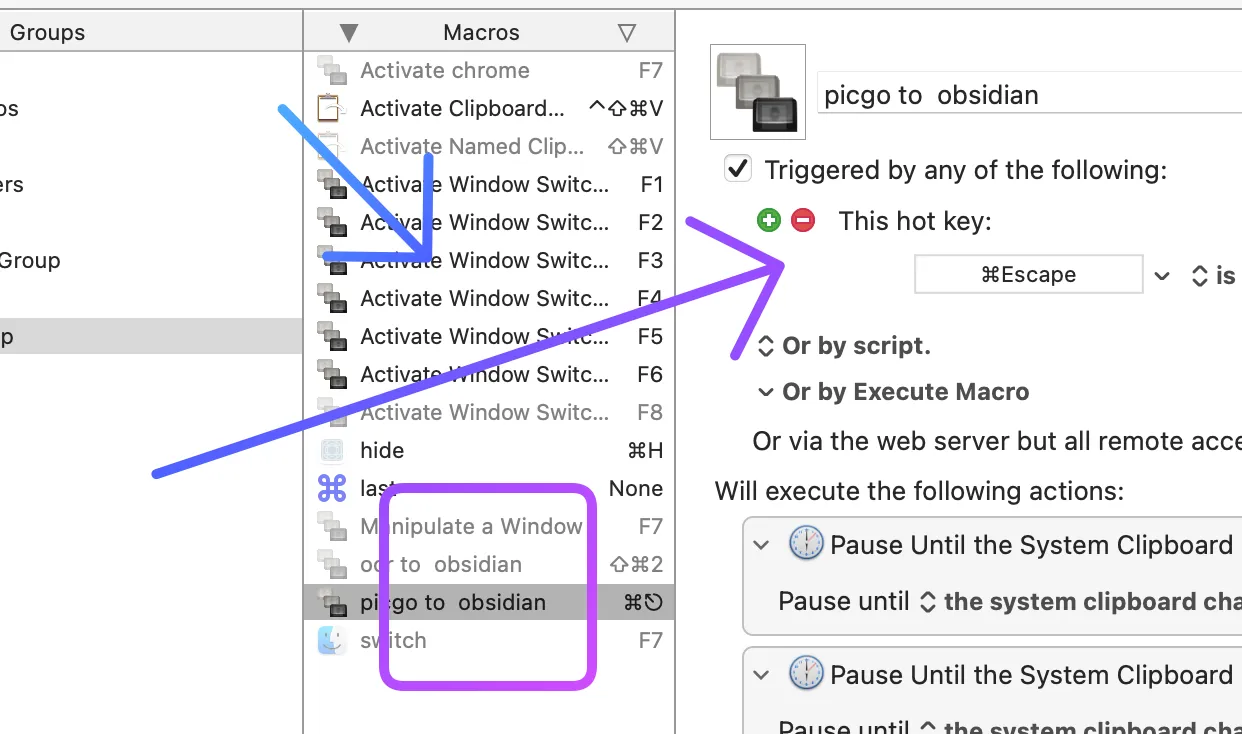 Groups
os
ers
Group
p
Macros
Activate chrome F7
Activate Clipboard... ^⇧⌘V
Activate Named Clip... ⇧⌘V
Activate Window Switc... F1
Activate Window Switc... F2
Activate Window Switc... F3
Activate Window Switc... F4
Activate Window Switc... F5
Activate Window Switc... F6
Activate Window Switc... F8
hide ⌘H
last None
Manipulate a Window F7
ocr to obsidian ⇧⌘2
picgo to obsidian ⌘⎋
switch F7
picgo to obsidian
Triggered by any of the following:
This hot key:
⌘Escape is
Or by script.
Or by Execute Macro
Or via the web server but all remote acce
Will execute the following actions:
Pause Until the System Clipboard
Pause until the system clipboard cha
Pause Until the System Clipboard
Pause until the system clipboard cha